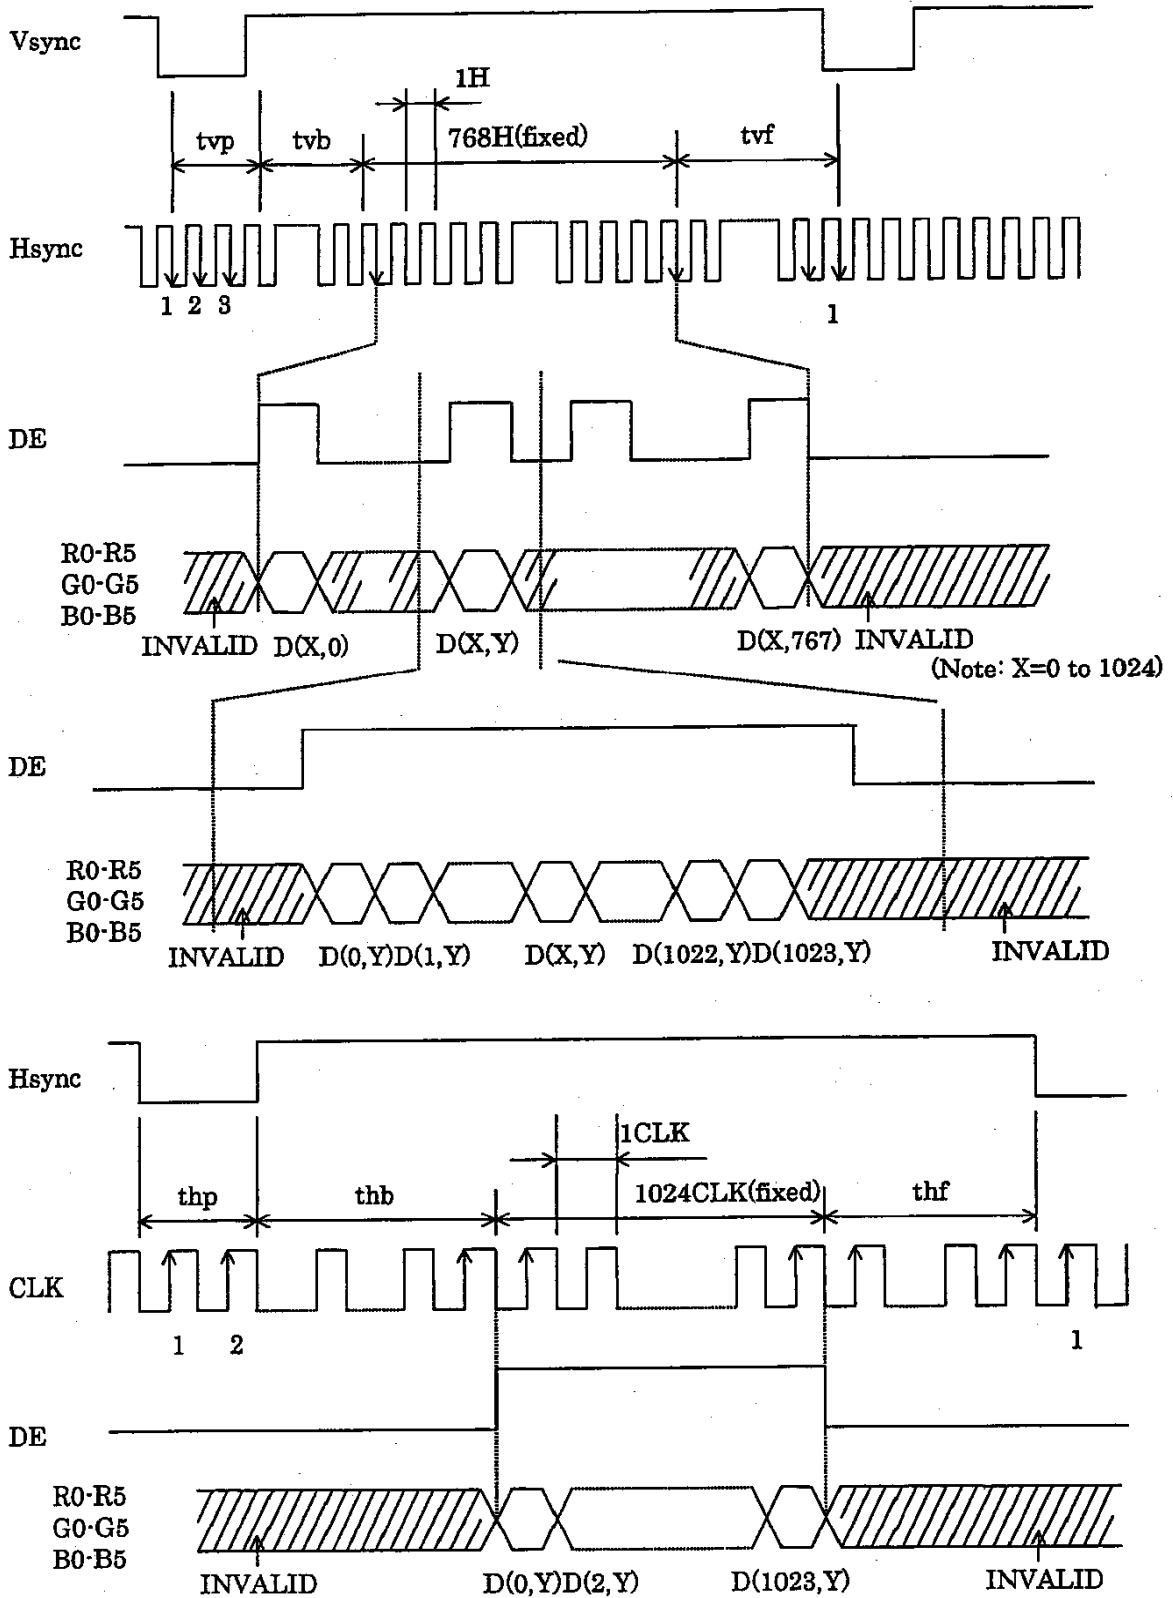 Vsync
1H
tvp tvb 768H(fixed) tvf
Hsync
1 2 3 1
DE
R0-R5
G0-G5
B0-B5
INVALID D(X,0) D(X,Y) D(X,767) INVALID
(Note: X=0 to 1024)
DE
R0-R5
G0-G5
B0-B5
INVALID D(0,Y)D(1,Y) D(X,Y) D(1022,Y)D(1023,Y) INVALID
Hsync
1CLK
thp thb 1024CLK(fixed) thf
CLK
1 2 1
DE
R0-R5
G0-G5
B0-B5
INVALID D(0,Y)D(2,Y) D(1023,Y) INVALID